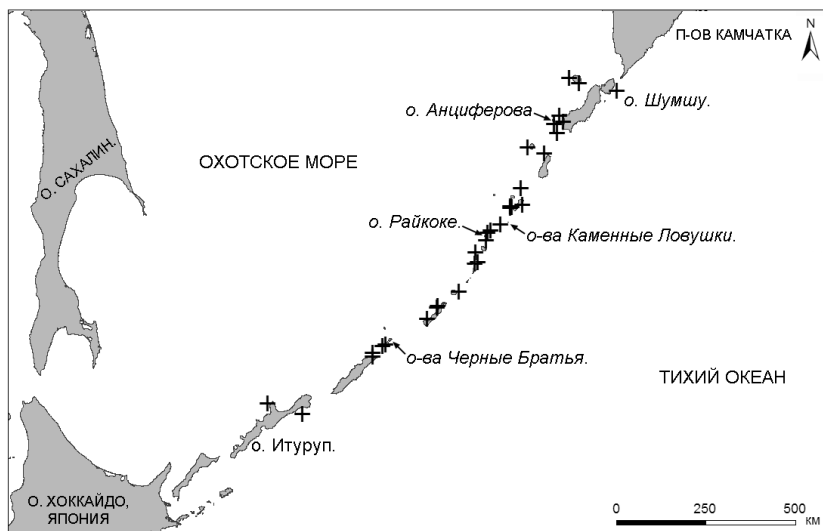 П-ОВ КАМЧАТКА
N
о. Шумшу.
о. Анциферова
ОХОТСКОЕ МОРЕ
О. САХАЛИН.
о. Райкоке.
о-ва Каменные Ловушки.
о-ва Черные Братья.
ТИХИЙ ОКЕАН
о. Итуруп.
О. ХОККАЙДО,
ЯПОНИЯ
0 250 500
КМ